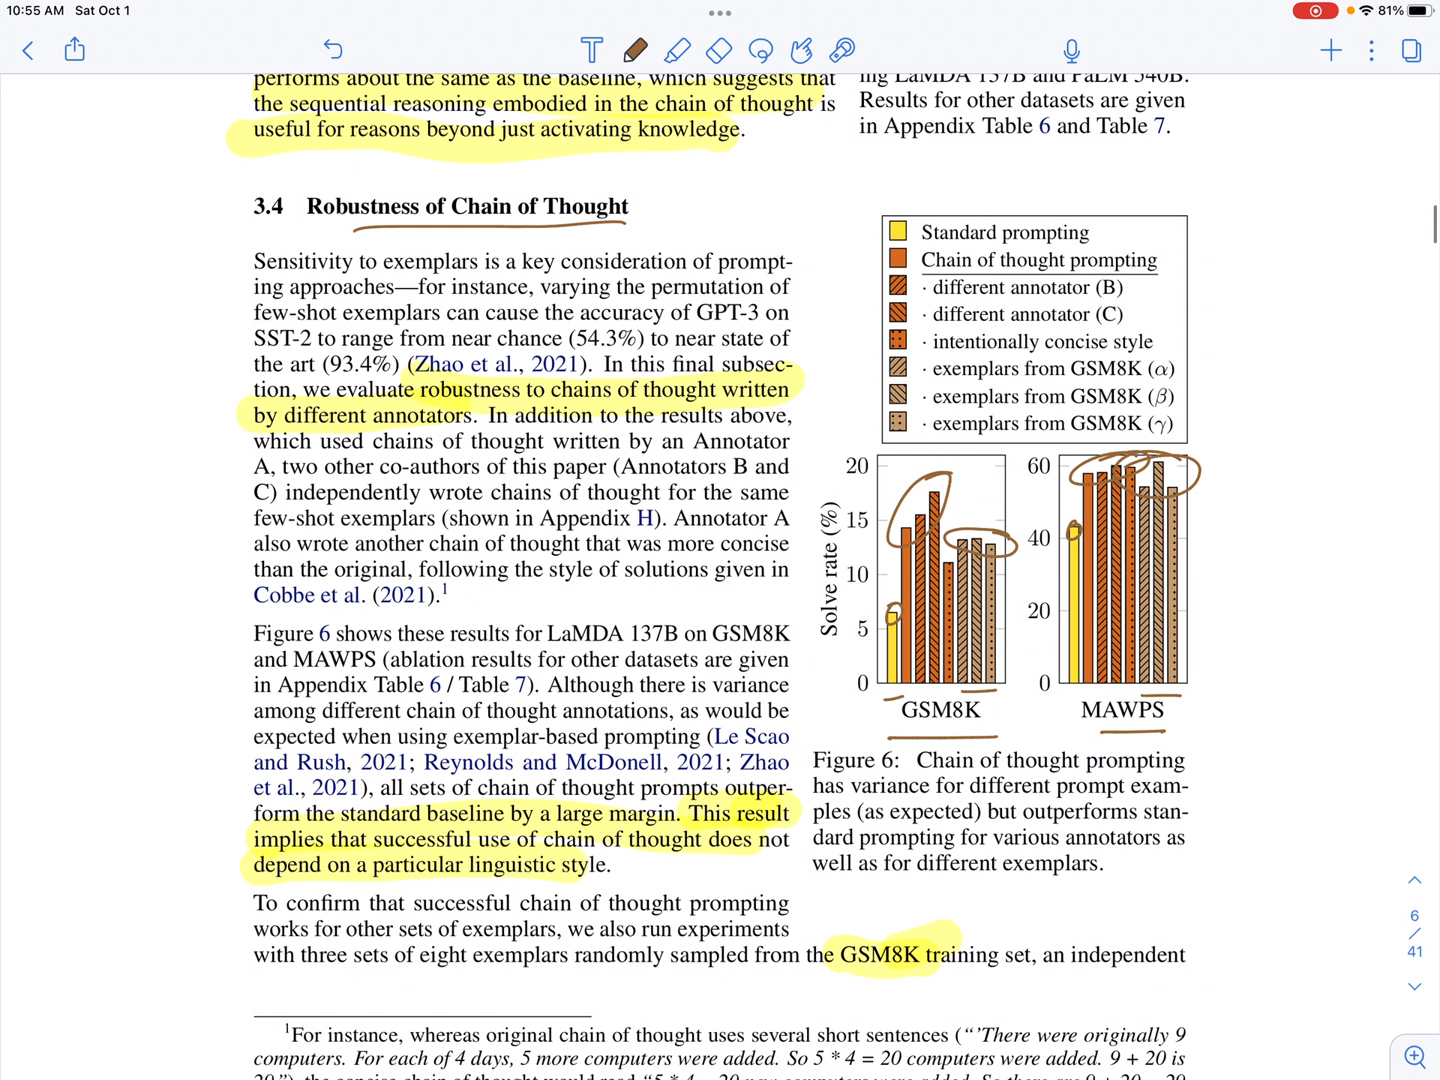 10:55 AM Sat Oct 1
81%
performs about the same as the baseline, which suggests that
the sequential reasoning embodied in the chain of thought is
useful for reasons beyond just activating knowledge.
ing LaMDA 137B and PaLM 540B.
Results for other datasets are given
in Appendix Table 6 and Table 7.
3.4 Robustness of Chain of Thought
Sensitivity to exemplars is a key consideration of prompt-
ing approaches—for instance, varying the permutation of
few-shot exemplars can cause the accuracy of GPT-3 on
SST-2 to range from near chance (54.3%) to near state of
the art (93.4%) (Zhao et al., 2021). In this final subsec-
tion, we evaluate robustness to chains of thought written
by different annotators. In addition to the results above,
which used chains of thought written by an Annotator
A, two other co-authors of this paper (Annotators B and
C) independently wrote chains of thought for the same
few-shot exemplars (shown in Appendix H). Annotator A
also wrote another chain of thought that was more concise
than the original, following the style of solutions given in
Cobbe et al. (2021).1
Figure 6 shows these results for LaMDA 137B on GSM8K
and MAWPS (ablation results for other datasets are given
in Appendix Table 6 / Table 7). Although there is variance
among different chain of thought annotations, as would be
expected when using exemplar-based prompting (Le Scao
and Rush, 2021; Reynolds and McDonell, 2021; Zhao
et al., 2021), all sets of chain of thought prompts outper-
form the standard baseline by a large margin. This result
implies that successful use of chain of thought does not
depend on a particular linguistic style.
Standard prompting
Chain of thought prompting
· different annotator (B)
· different annotator (C)
· intentionally concise style
· exemplars from GSM8K (α)
· exemplars from GSM8K (β)
· exemplars from GSM8K (γ)
Solve rate (%)
20
15
10
5
0
GSM8K
60
40
20
0
MAWPS
Figure 6: Chain of thought prompting
has variance for different prompt exam-
ples (as expected) but outperforms stan-
dard prompting for various annotators as
well as for different exemplars.
To confirm that successful chain of thought prompting
works for other sets of exemplars, we also run experiments
with three sets of eight exemplars randomly sampled from the GSM8K training set, an independent
1For instance, whereas original chain of thought uses several short sentences (“’There were originally 9
computers. For each of 4 days, 5 more computers were added. So 5 * 4 = 20 computers were added. 9 + 20 is
6
/
41